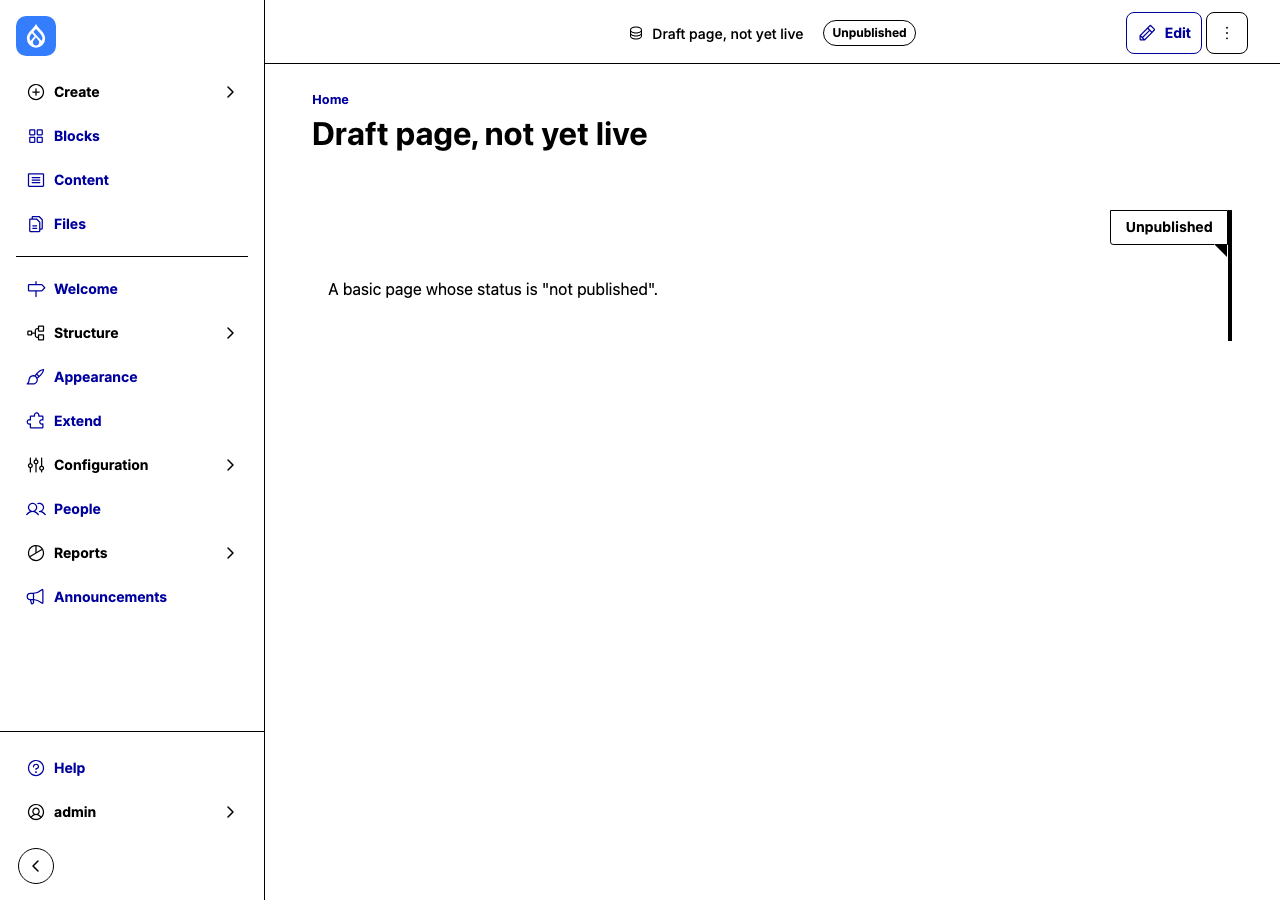 Create
Blocks
Content
Files
Welcome
Structure
Appearance
Extend
Configuration
People
Reports
Announcements
Help
admin
Draft page, not yet live
Unpublished
Edit
Home
Draft page, not yet live
Unpublished
A basic page whose status is "not published".